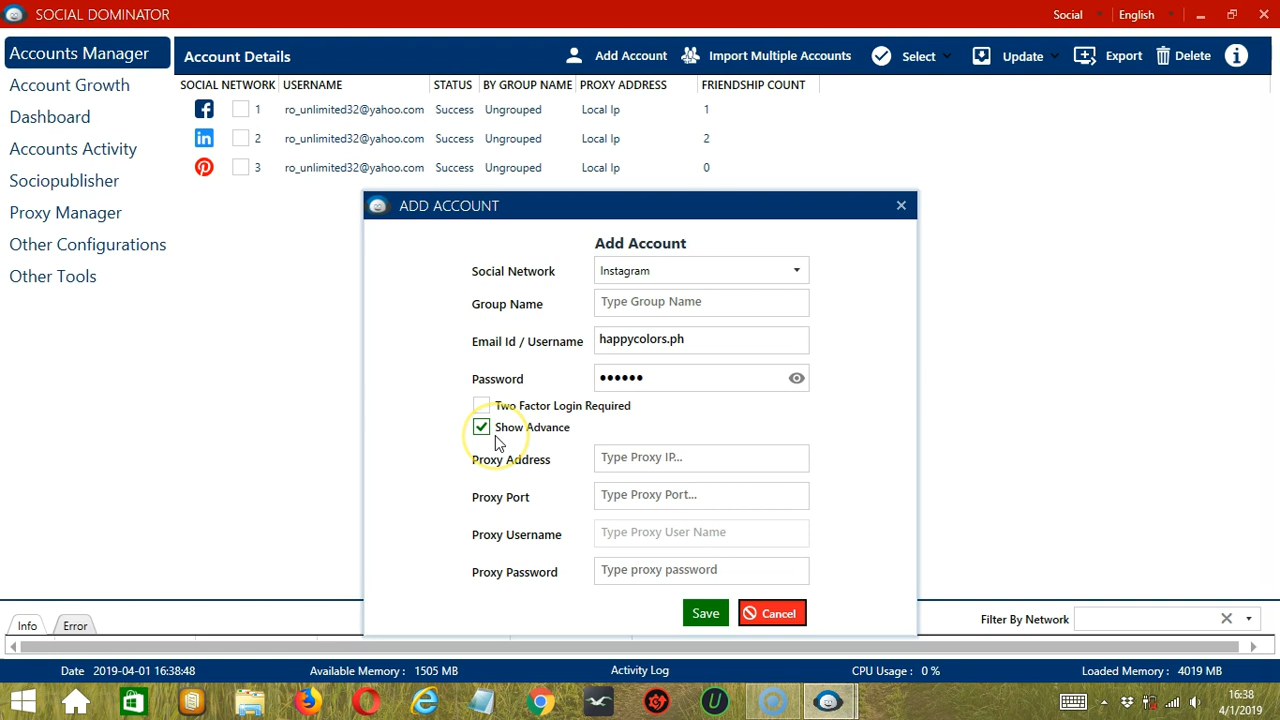 SOCIAL DOMINATOR Social English
Accounts Manager
Account Growth
Dashboard
Accounts Activity
Sociopublisher
Proxy Manager
Other Configurations
Other Tools
Account Details Add Account Import Multiple Accounts Select Update Export Delete
SOCIAL NETWORK USERNAME STATUS BY GROUP NAME PROXY ADDRESS FRIENDSHIP COUNT
1 ro_unlimited32@yahoo.com Success Ungrouped Local Ip 1
2 ro_unlimited32@yahoo.com Success Ungrouped Local Ip 2
3 ro_unlimited32@yahoo.com Success Ungrouped Local Ip 0
ADD ACCOUNT
Add Account
Social Network Instagram
Group Name Type Group Name
Email Id / Username happycolors.ph
Password ••••••
Two Factor Login Required
Show Advance
Proxy Address Type Proxy IP...
Proxy Port Type Proxy Port...
Proxy Username Type Proxy User Name
Proxy Password Type proxy password
Save Cancel
Info Error Filter By Network
Date 2019-04-01 16:38:48 Available Memory : 1505 MB Activity Log CPU Usage : 0 % Loaded Memory : 4019 MB
16:38
4/1/2019